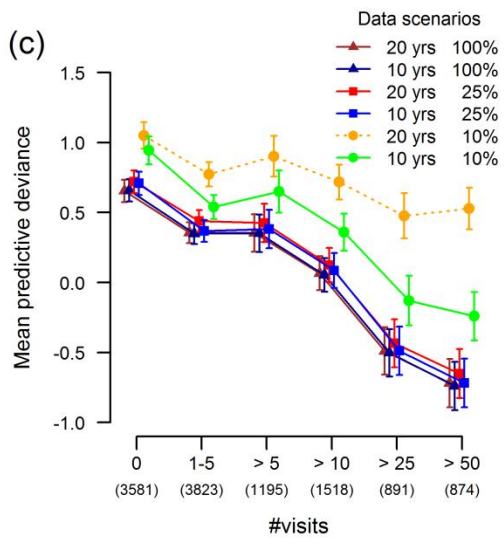 (c)
Data scenarios
20 yrs 100%
10 yrs 100%
20 yrs 25%
10 yrs 25%
20 yrs 10%
10 yrs 10%
Mean predictive deviance
1.5
1.0
0.5
0.0
-0.5
-1.0
0 1-5 > 5 > 10 > 25 > 50
(3581) (3823) (1195) (1518) (891) (874)
#visits